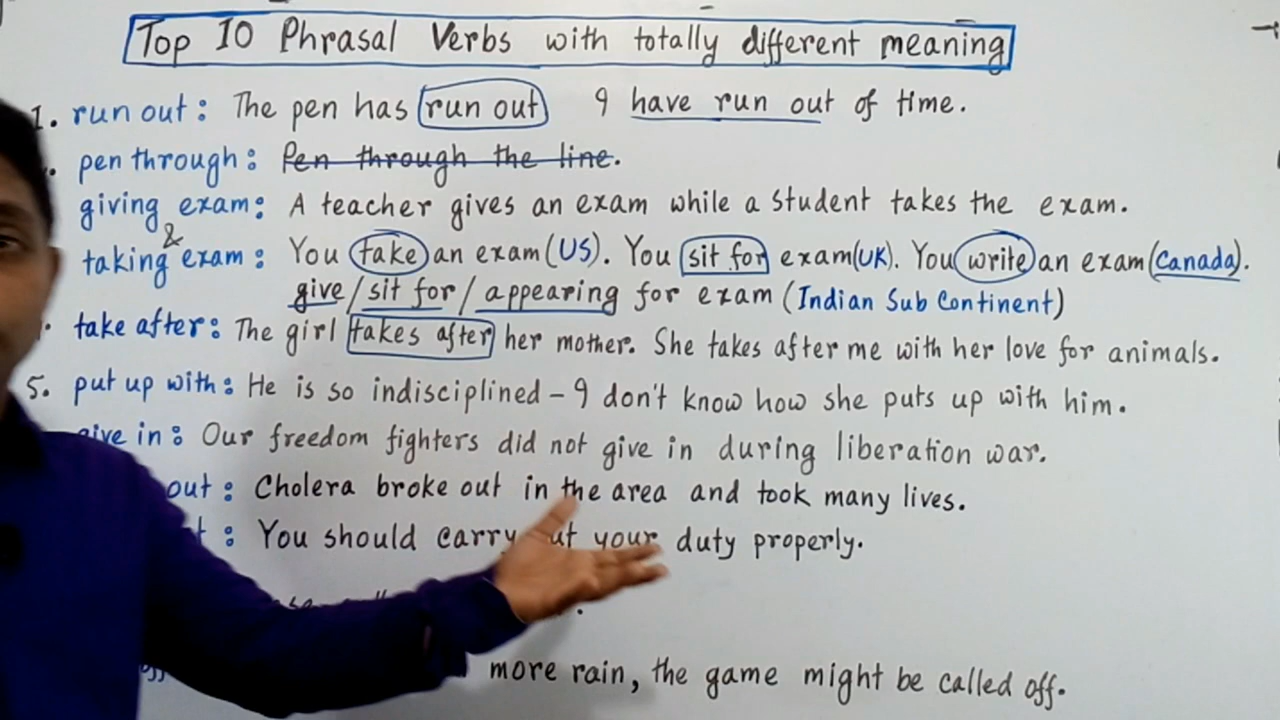 Top 10 Phrasal Verbs with totally different meaning
1. run out: The pen has run out I have run out of time.
pen through: Pen through the line.
giving exam: A teacher gives an exam while a student takes the exam.
&
taking exam: You take an exam (US). You sit for exam (UK). You write an exam (Canada).
give/sit for/appearing for exam (Indian Sub Continent)
take after: The girl takes after her mother. She takes after me with her love for animals.
5. put up with: He is so indisciplined - I don't know how she puts up with him.
give in: Our freedom fighters did not give in during liberation war.
out: Cholera broke out in the area and took many lives.
: You should carry out your duty properly.
more rain, the game might be called off.